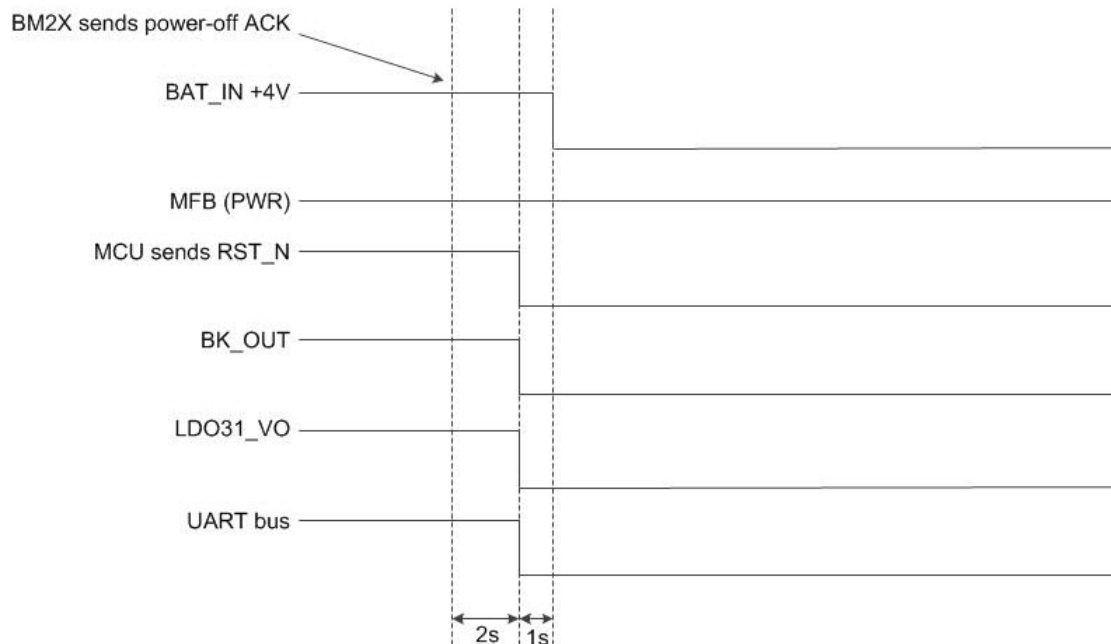 BM2X sends power-off ACK
BAT_IN +4V
MFB (PWR)
MCU sends RST_N
BK_OUT
LDO31_VO
UART bus
2s
1s